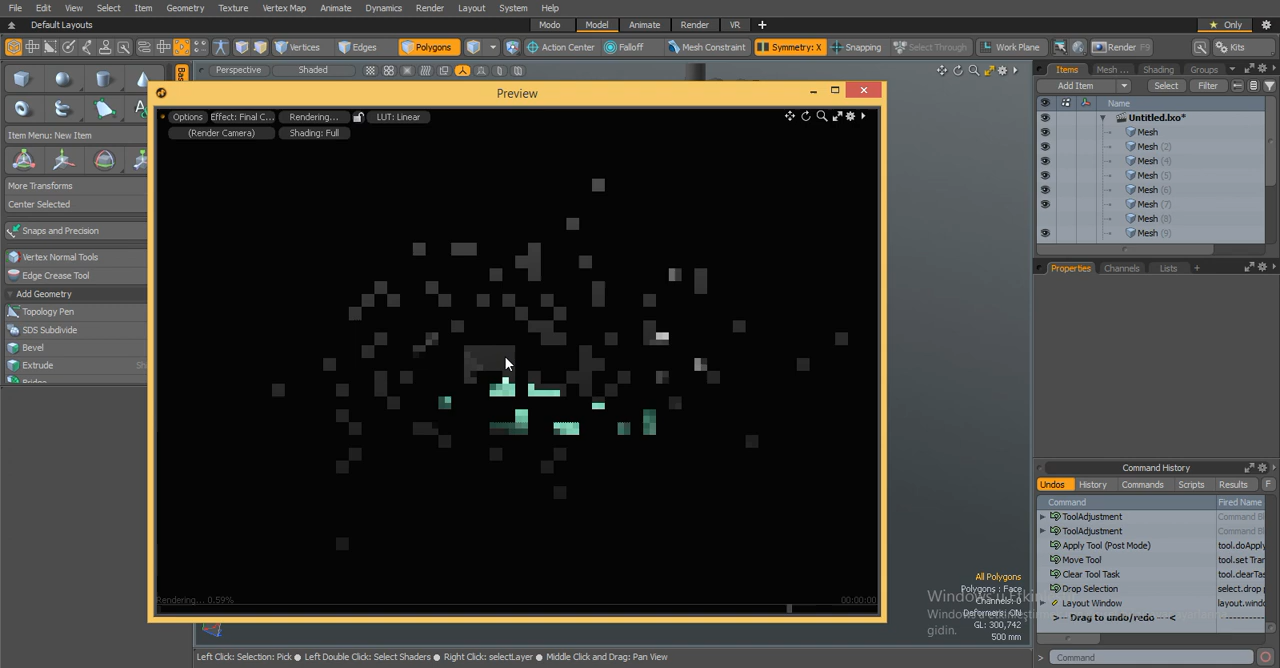 File Edit View Select Item Geometry Texture Vertex Map Animate Dynamics Render Layout System Help
Default Layouts
Modo Model Animate Render VR
Only
Vertices Edges Polygons Action Center Falloff Mesh Constraint Symmetry: X Snapping Select Through Work Plane Render F9 Kits
Perspective Shaded
Item Menu: New Item
More Transforms
Center Selected
Snaps and Precision
Vertex Normal Tools
Edge Crease Tool
Add Geometry
Topology Pen
SDS Subdivide
Bevel
Extrude
Preview
Options Effect: Final C... Rendering... LUT: Linear
(Render Camera) Shading: Full
Rendering... 0.59%
00:00:00
Items Mesh ... Shading Groups
Add Item Select Filter
Name
Untitled.lxo*
Mesh
Mesh (2)
Mesh (4)
Mesh (5)
Mesh (6)
Mesh (7)
Mesh (8)
Mesh (9)
Properties Channels Lists +
Command History
Undos History Commands Scripts Results F
Command Fired Name
ToolAdjustment Command Bl
ToolAdjustment Command Bl
Apply Tool (Post Mode) tool.doApply
Move Tool tool.set Tran
Clear Tool Task tool.clearTas
Drop Selection select.drop p
Layout Window layout.windo
>-- Drag to undo/redo ---<
Command
All Polygons
Polygons : Face
Channels: 0
Deformers: ON
GL: 300,742
500 mm
gidin.
Left Click: Selection: Pick ● Left Double Click: Select Shaders ● Right Click: selectLayer ● Middle Click and Drag: Pan View